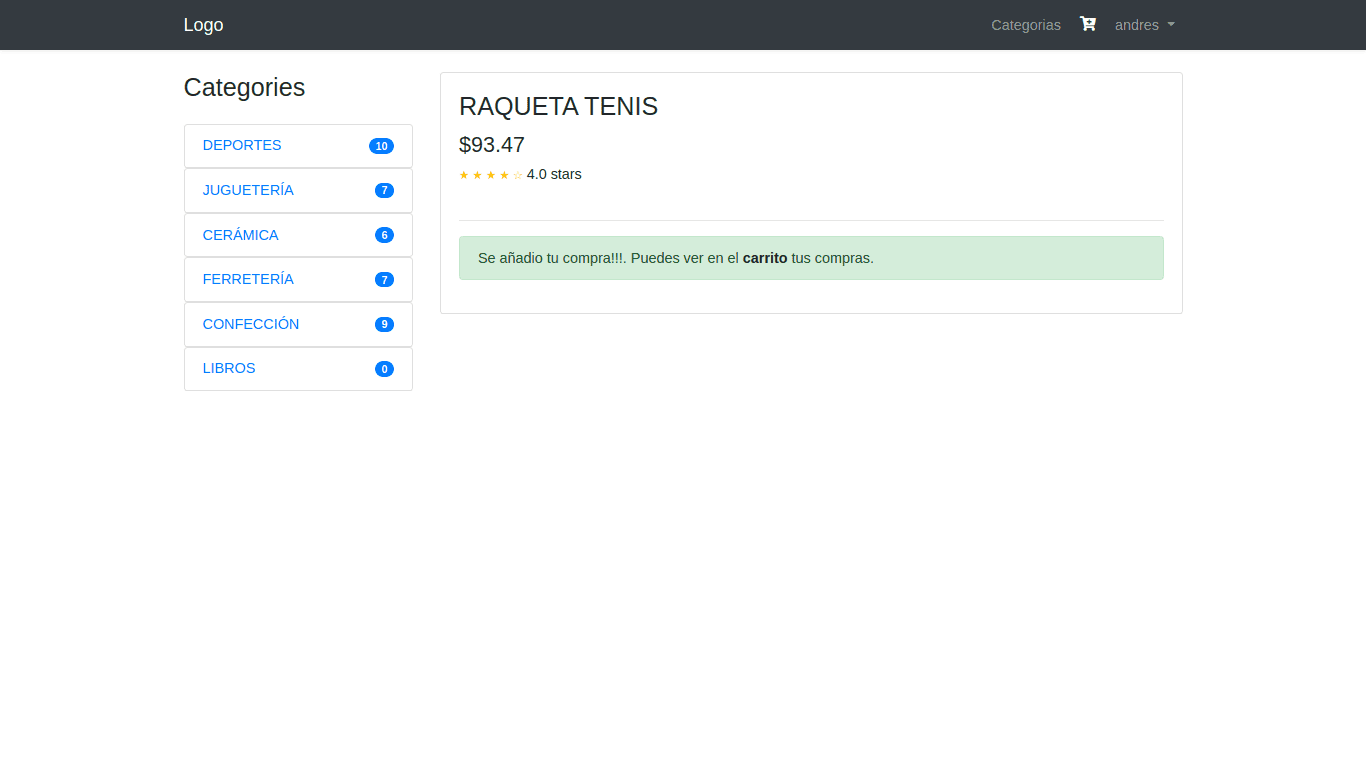 Logo
Categorias
andres
Categories
DEPORTES 10
JUGUETERÍA 7
CERÁMICA 6
FERRETERÍA 7
CONFECCIÓN 9
LIBROS 0
RAQUETA TENIS
$93.47
★ ★ ★ ★ ☆ 4.0 stars
Se añadio tu compra!!!. Puedes ver en el carrito tus compras.